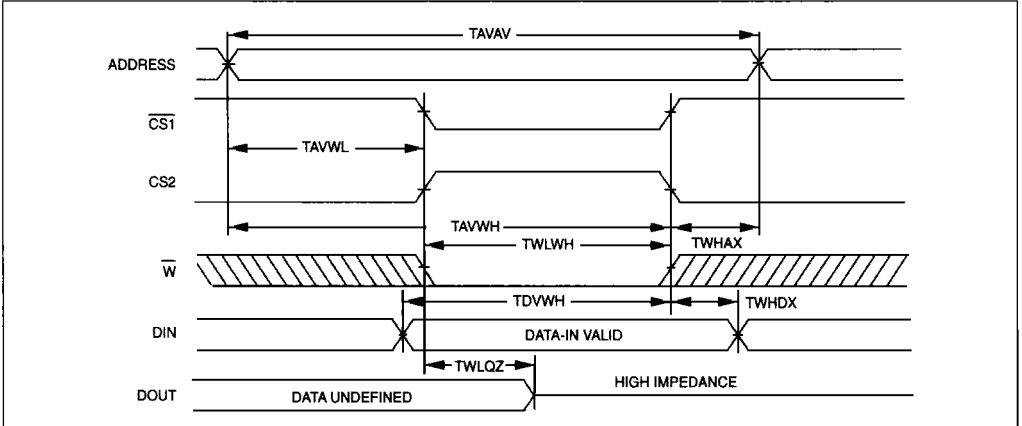 TAVAV
ADDRESS
C̅S̅1̅
TAVWL
CS2
TAVWH
TWLWH
TWHAX
W̅
TDVWH
TWHDX
DIN
DATA-IN VALID
TWLQZ
DOUT
DATA UNDEFINED
HIGH IMPEDANCE